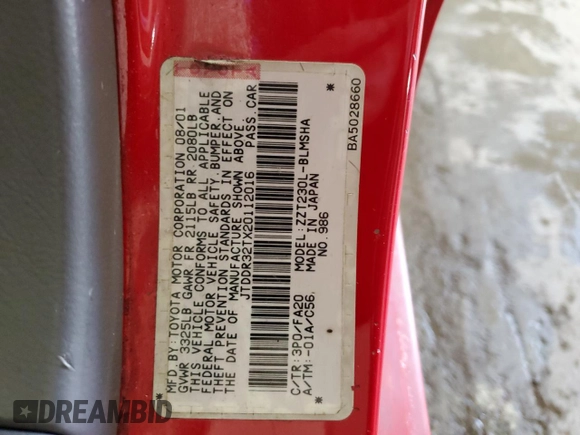 TOYOTA
MFD. BY: TOYOTA MOTOR CORPORATION 08/01
GVWR 3325LB GAWR FR 2115LB RR 2080LB
THIS VEHICLE CONFORMS TO ALL APPLICABLE
FEDERAL MOTOR VEHICLE SAFETY, BUMPER, AND
THEFT PREVENTION STANDARDS IN EFFECT ON
THE DATE OF MANUFACTURE SHOWN ABOVE.
JTDDR32TX20112016 PASS. CAR
* *
C/TR: 3P0/FA20 MODEL: ZZT230L-BLMSHA
A/TM: -01A/C56, MADE IN JAPAN
NO. 986
BA5028660
DREAMBID